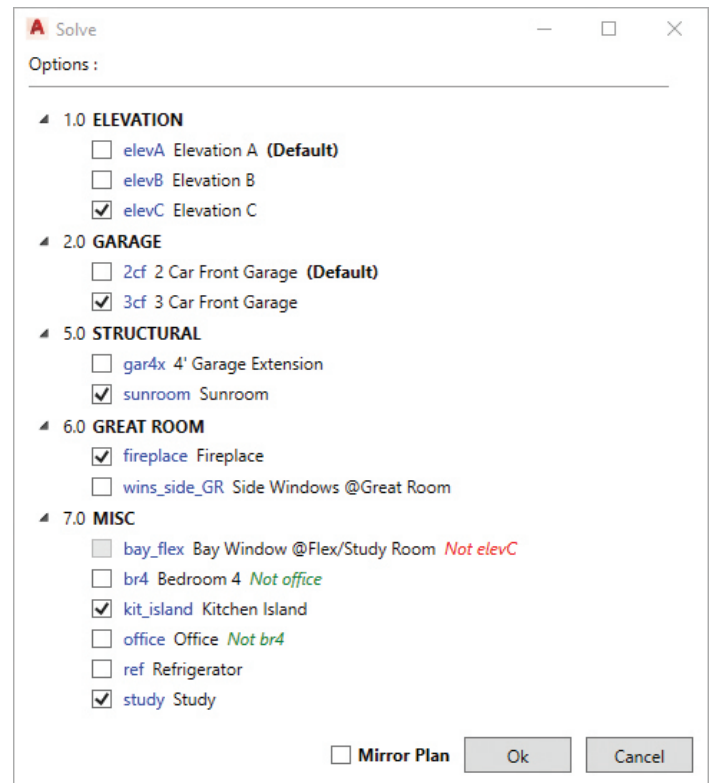 A Solve
Options :
1.0 ELEVATION
elevA Elevation A (Default)
elevB Elevation B
elevC Elevation C
2.0 GARAGE
2cf 2 Car Front Garage (Default)
3cf 3 Car Front Garage
5.0 STRUCTURAL
gar4x 4' Garage Extension
sunroom Sunroom
6.0 GREAT ROOM
fireplace Fireplace
wins_side_GR Side Windows @Great Room
7.0 MISC
bay_flex Bay Window @Flex/Study Room Not elevC
br4 Bedroom 4 Not office
kit_island Kitchen Island
office Office Not br4
ref Refrigerator
study Study
Mirror Plan Ok Cancel